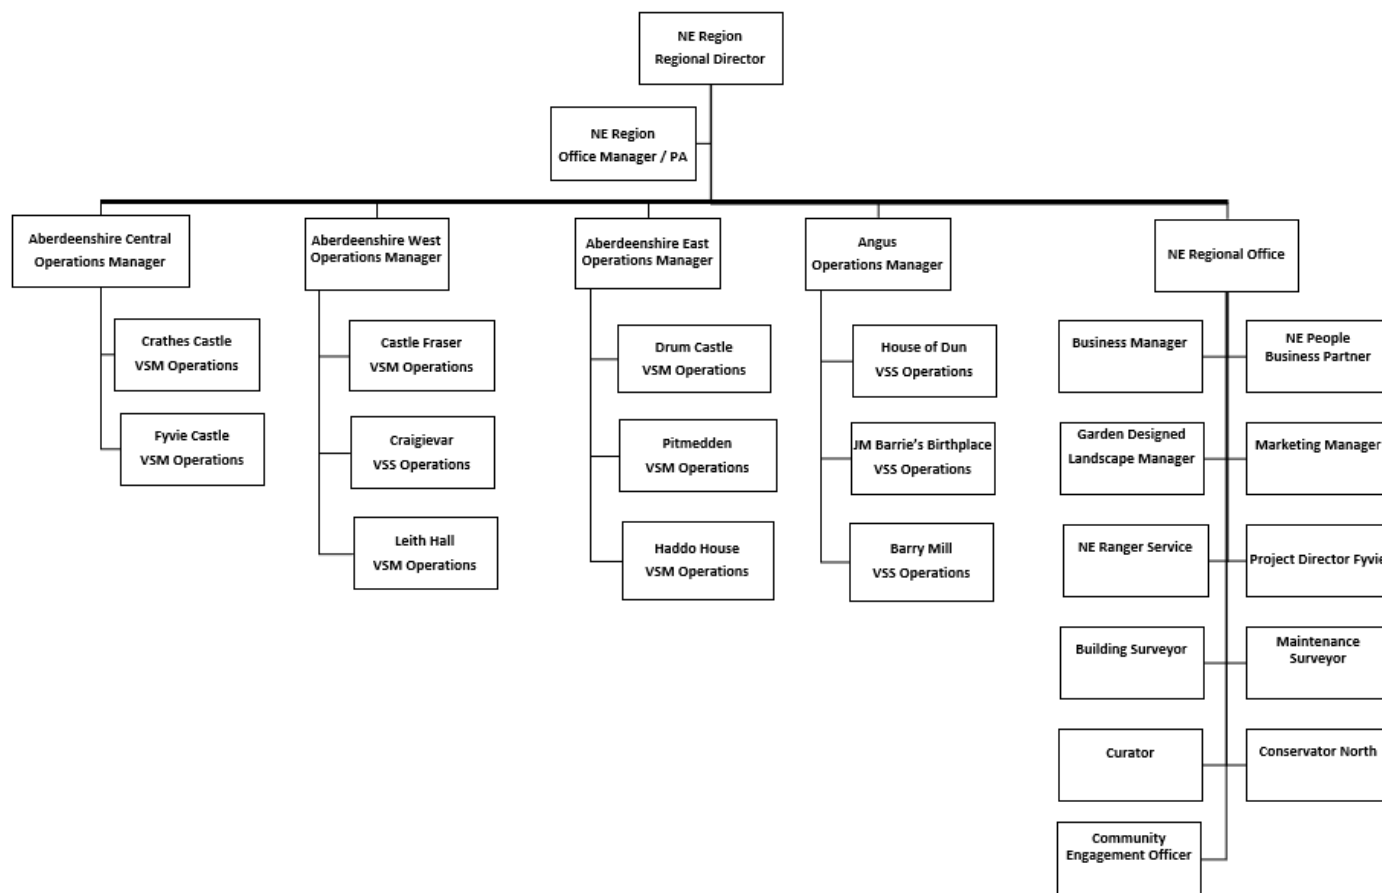 NE Region
Regional Director
NE Region
Office Manager / PA
Aberdeenshire Central
Operations Manager
Aberdeenshire West
Operations Manager
Aberdeenshire East
Operations Manager
Angus
Operations Manager
NE Regional Office
Crathes Castle
VSM Operations
Fyvie Castle
VSM Operations
Castle Fraser
VSM Operations
Craigievar
VSS Operations
Leith Hall
VSM Operations
Drum Castle
VSM Operations
Pitmedden
VSM Operations
Haddo House
VSM Operations
House of Dun
VSS Operations
JM Barrie's Birthplace
VSS Operations
Barry Mill
VSS Operations
Business Manager
NE People
Business Partner
Garden Designed
Landscape Manager
Marketing Manager
NE Ranger Service
Project Director Fyvie
Building Surveyor
Maintenance
Surveyor
Curator
Conservator North
Community
Engagement Officer